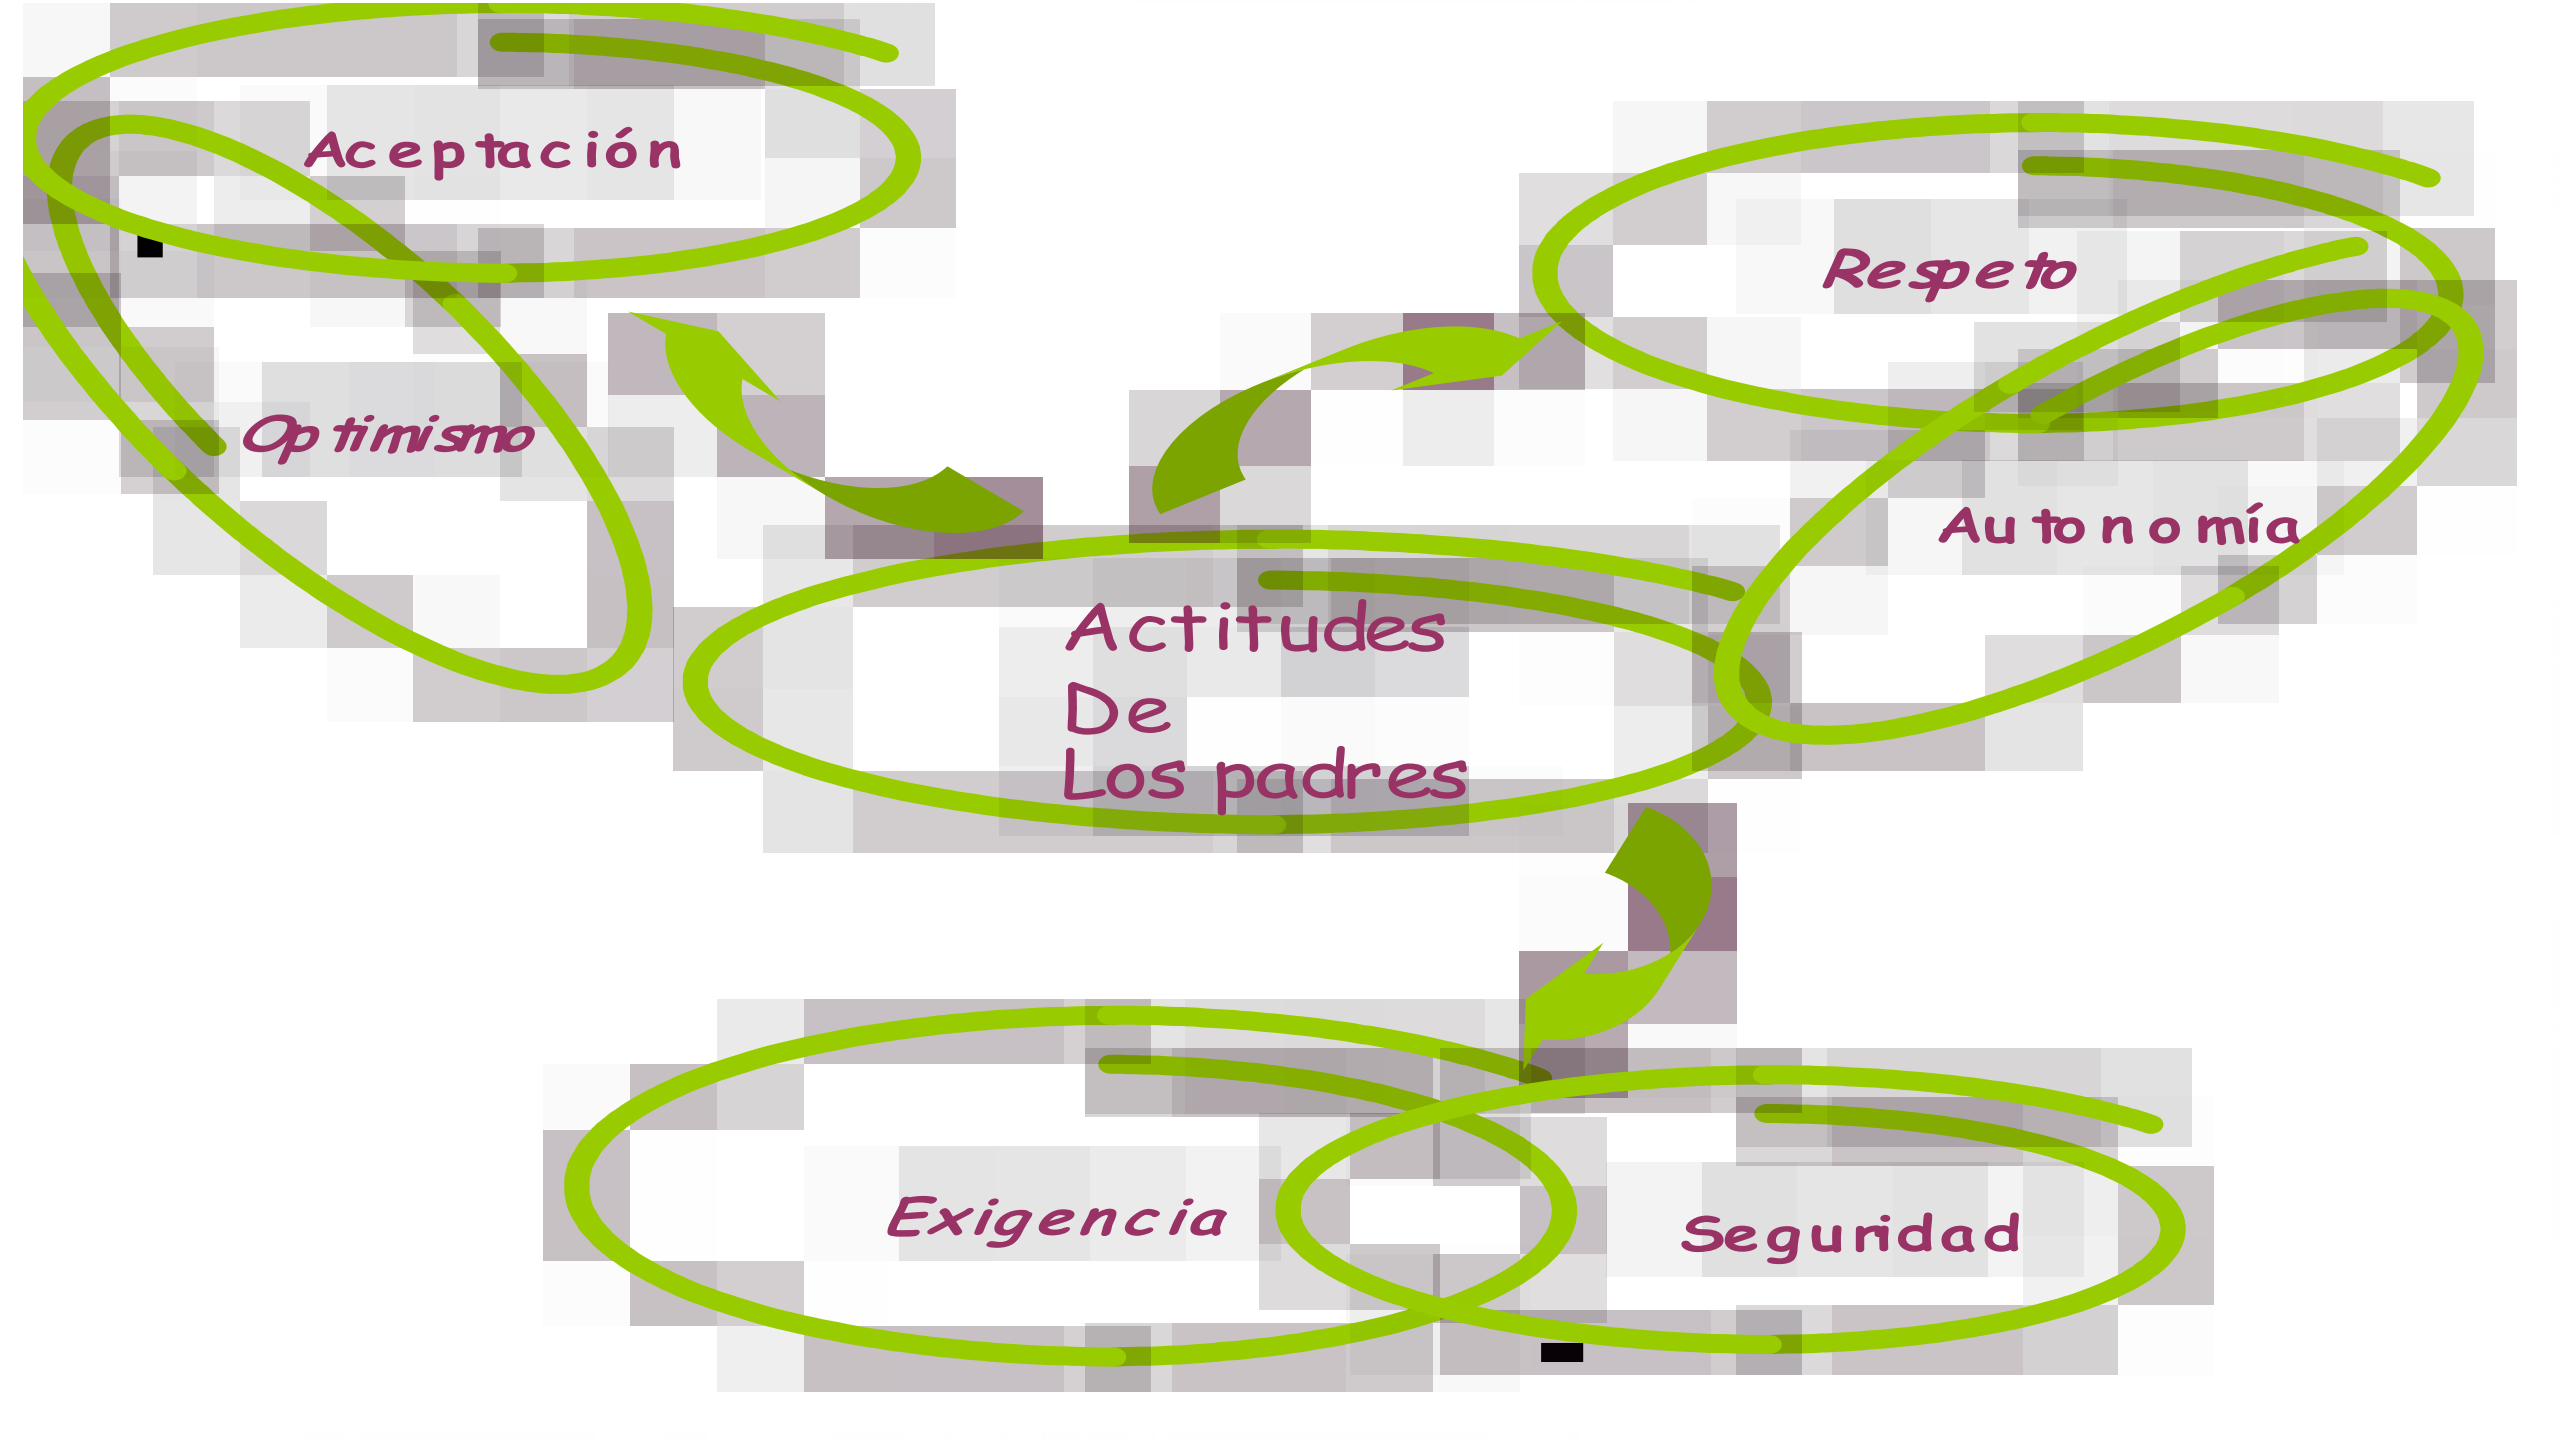 Aceptación
Optimismo
Respeto
Autonomía
Actitudes
De
Los padres
Exigencia
Seguridad